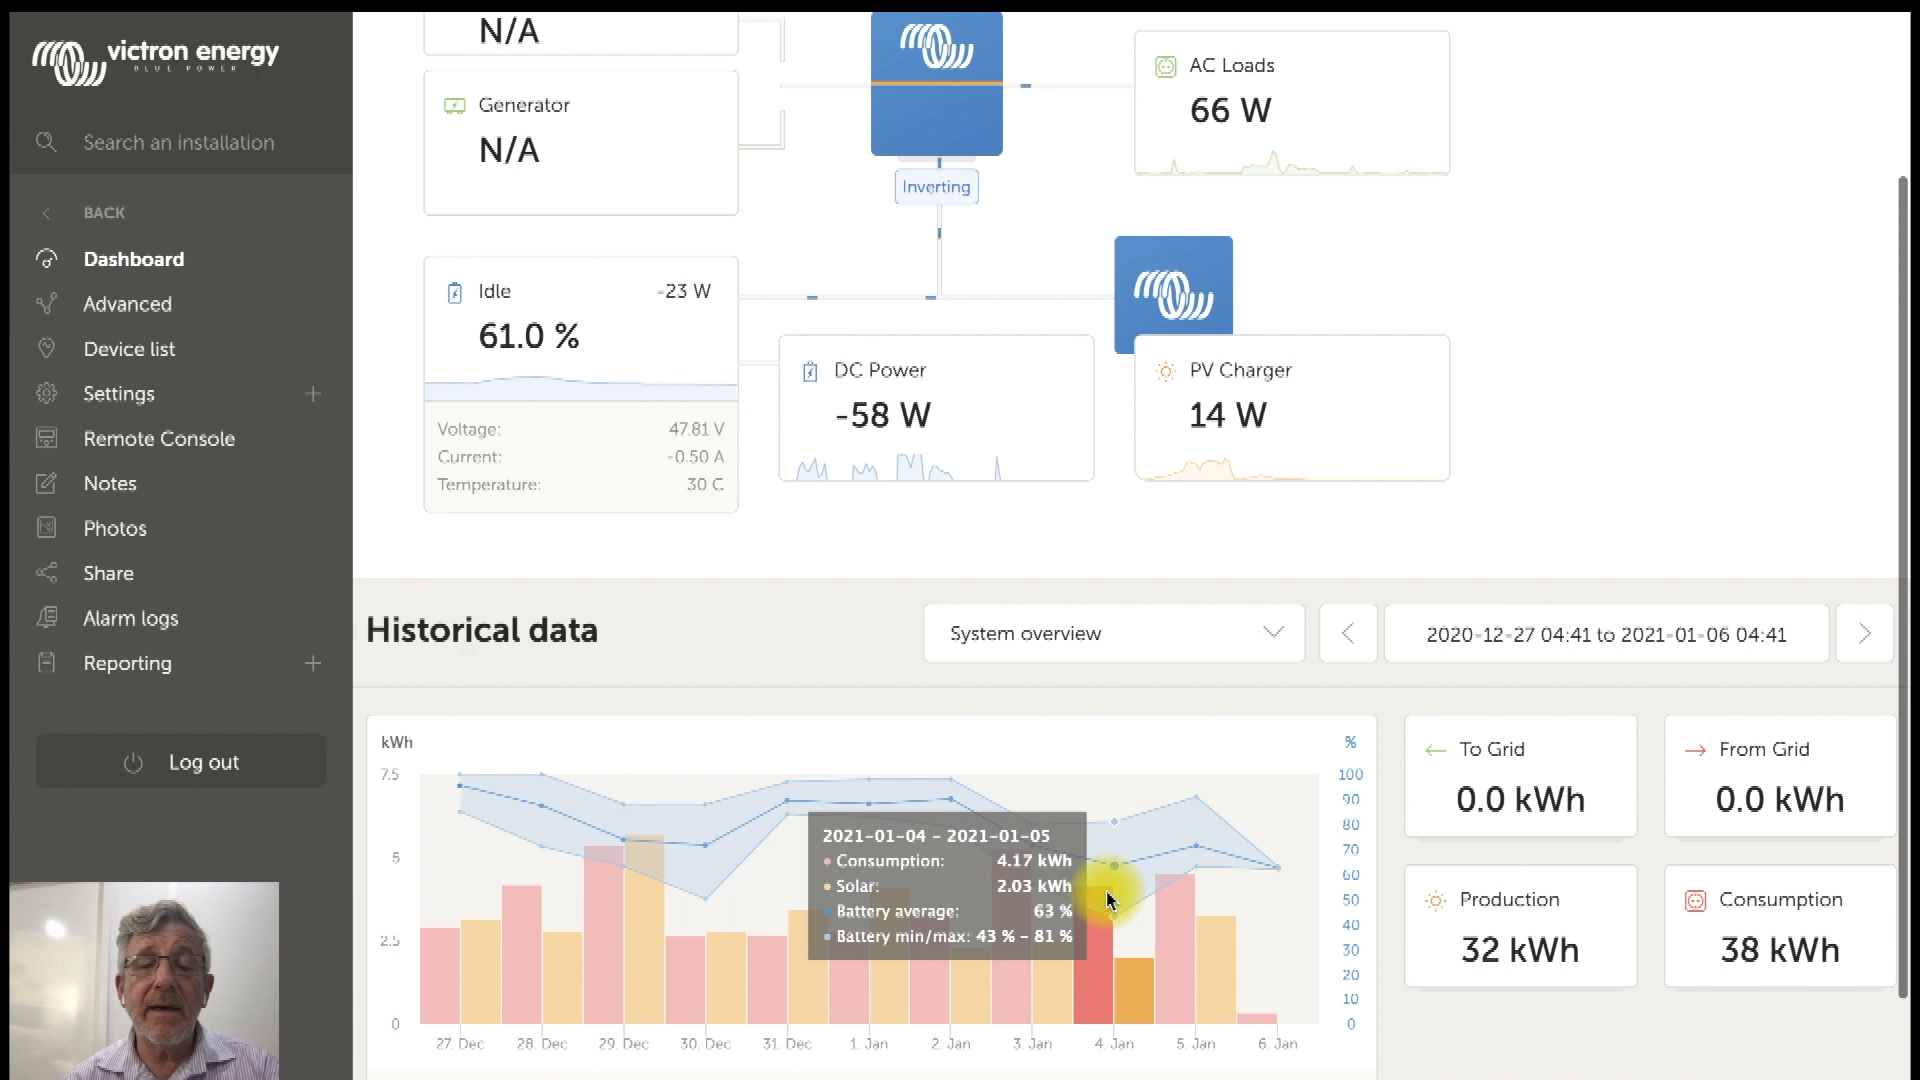 victron energy
BLUE POWER
Search an installation
BACK
Dashboard
Advanced
Device list
Settings
Remote Console
Notes
Photos
Share
Alarm logs
Reporting
Log out
N/A
Generator
N/A
Inverting
AC Loads
66 W
Idle -23 W
61.0 %
Voltage: 47.81 V
Current: -0.50 A
Temperature: 30 C
DC Power
-58 W
PV Charger
14 W
Historical data
System overview
2020-12-27 04:41 to 2021-01-06 04:41
kWh
7.5
5
2.5
0
%
100
90
80
70
60
50
40
30
20
10
0
2021-01-04 - 2021-01-05
Consumption: 4.17 kWh
Solar: 2.03 kWh
Battery average: 63 %
Battery min/max: 43 % - 81 %
27. Dec 28. Dec 29. Dec 30. Dec 31. Dec 1. Jan 2. Jan 3. Jan 4. Jan 5. Jan 6. Jan
To Grid
0.0 kWh
From Grid
0.0 kWh
Production
32 kWh
Consumption
38 kWh